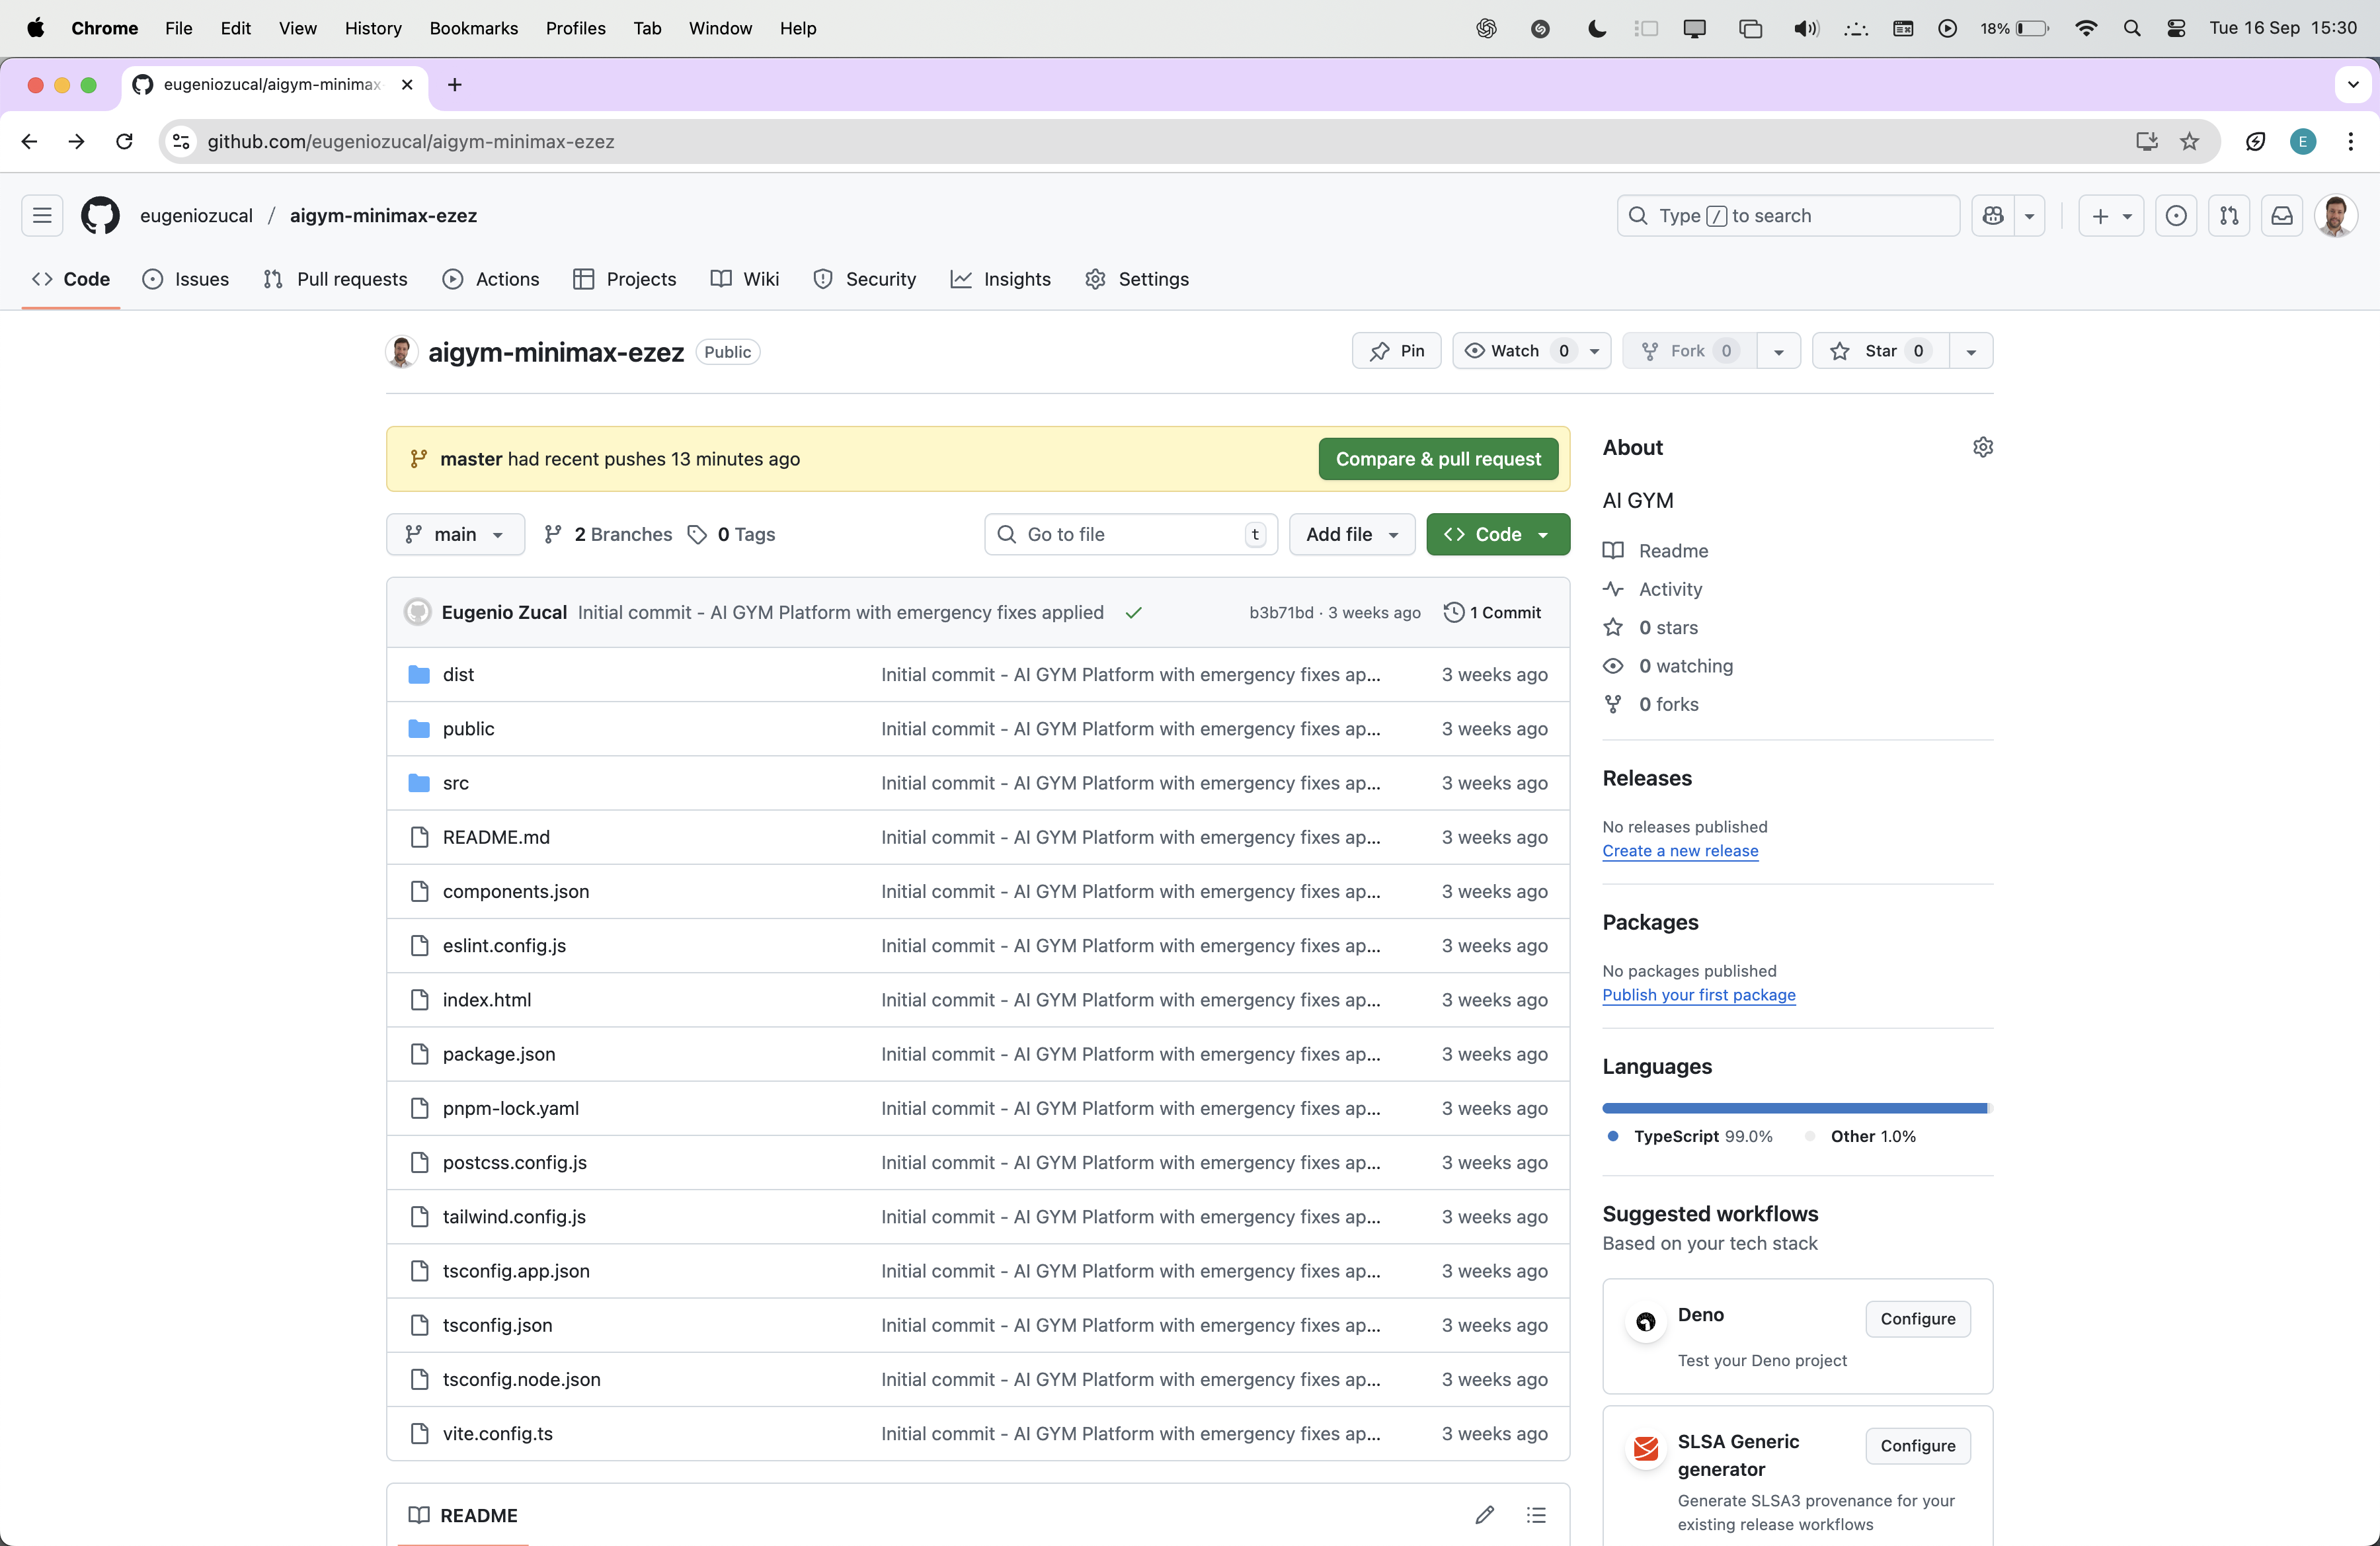 Chrome File Edit View History Bookmarks Profiles Tab Window Help 18% Tue 16 Sep 15:30
eugeniozucal/aigym-minimax-
github.com/eugeniozucal/aigym-minimax-ezez E
eugeniozucal / aigym-minimax-ezez Type / to search
Code Issues Pull requests Actions Projects Wiki Security Insights Settings
aigym-minimax-ezez Public Pin Watch 0 Fork 0 Star 0
master had recent pushes 13 minutes ago Compare & pull request
main 2 Branches 0 Tags Go to file t Add file Code
Eugenio Zucal Initial commit - AI GYM Platform with emergency fixes applied b3b71bd · 3 weeks ago 1 Commit
dist Initial commit - AI GYM Platform with emergency fixes ap... 3 weeks ago
public Initial commit - AI GYM Platform with emergency fixes ap... 3 weeks ago
src Initial commit - AI GYM Platform with emergency fixes ap... 3 weeks ago
README.md Initial commit - AI GYM Platform with emergency fixes ap... 3 weeks ago
components.json Initial commit - AI GYM Platform with emergency fixes ap... 3 weeks ago
eslint.config.js Initial commit - AI GYM Platform with emergency fixes ap... 3 weeks ago
index.html Initial commit - AI GYM Platform with emergency fixes ap... 3 weeks ago
package.json Initial commit - AI GYM Platform with emergency fixes ap... 3 weeks ago
pnpm-lock.yaml Initial commit - AI GYM Platform with emergency fixes ap... 3 weeks ago
postcss.config.js Initial commit - AI GYM Platform with emergency fixes ap... 3 weeks ago
tailwind.config.js Initial commit - AI GYM Platform with emergency fixes ap... 3 weeks ago
tsconfig.app.json Initial commit - AI GYM Platform with emergency fixes ap... 3 weeks ago
tsconfig.json Initial commit - AI GYM Platform with emergency fixes ap... 3 weeks ago
tsconfig.node.json Initial commit - AI GYM Platform with emergency fixes ap... 3 weeks ago
vite.config.ts Initial commit - AI GYM Platform with emergency fixes ap... 3 weeks ago
README
About
AI GYM
Readme
Activity
0 stars
0 watching
0 forks
Releases
No releases published
Create a new release
Packages
No packages published
Publish your first package
Languages
TypeScript 99.0% Other 1.0%
Suggested workflows
Based on your tech stack
Deno Configure
Test your Deno project
SLSA Generic Configure
generator
Generate SLSA3 provenance for your
existing release workflows